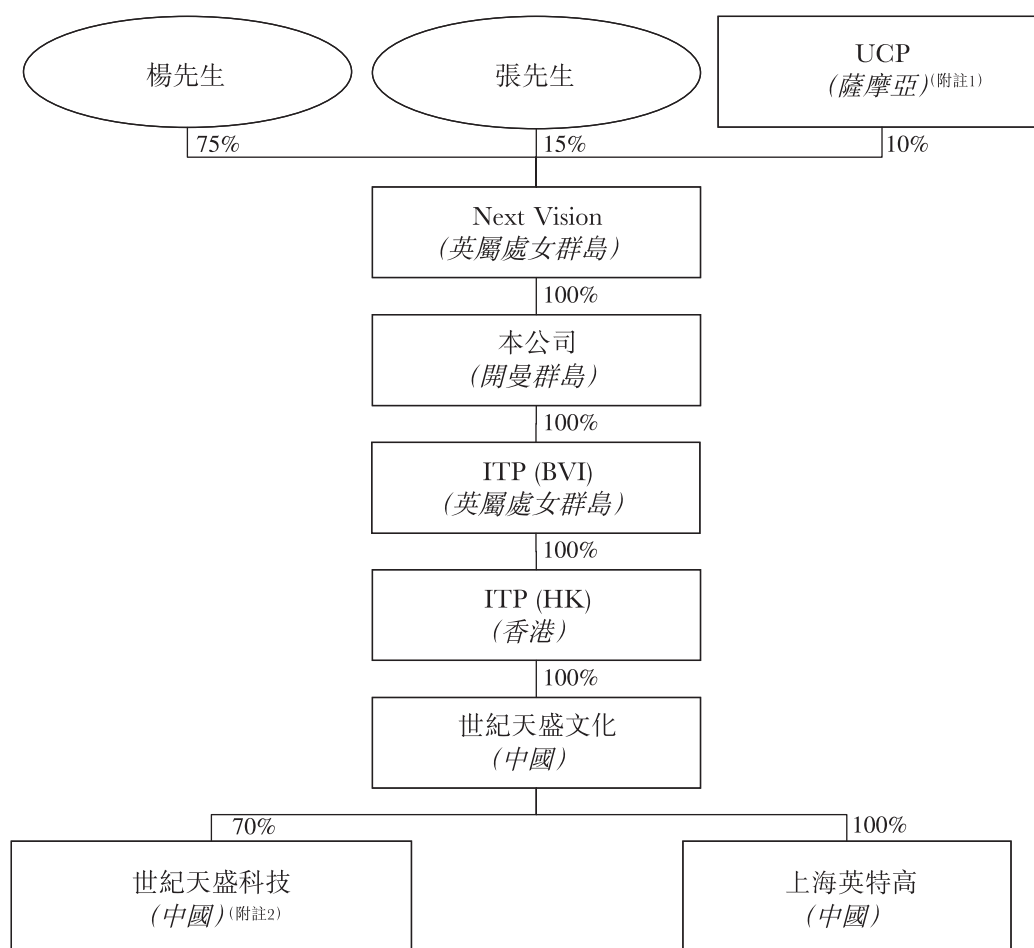 楊先生
張先生
UCP
(薩摩亞)(附註1)
75%
15%
10%
Next Vision
(英屬處女群島)
100%
本公司
(開曼群島)
100%
ITP (BVI)
(英屬處女群島)
100%
ITP (HK)
(香港)
100%
世紀天盛文化
(中國)
70%
100%
世紀天盛科技
(中國)(附註2)
上海英特高
(中國)